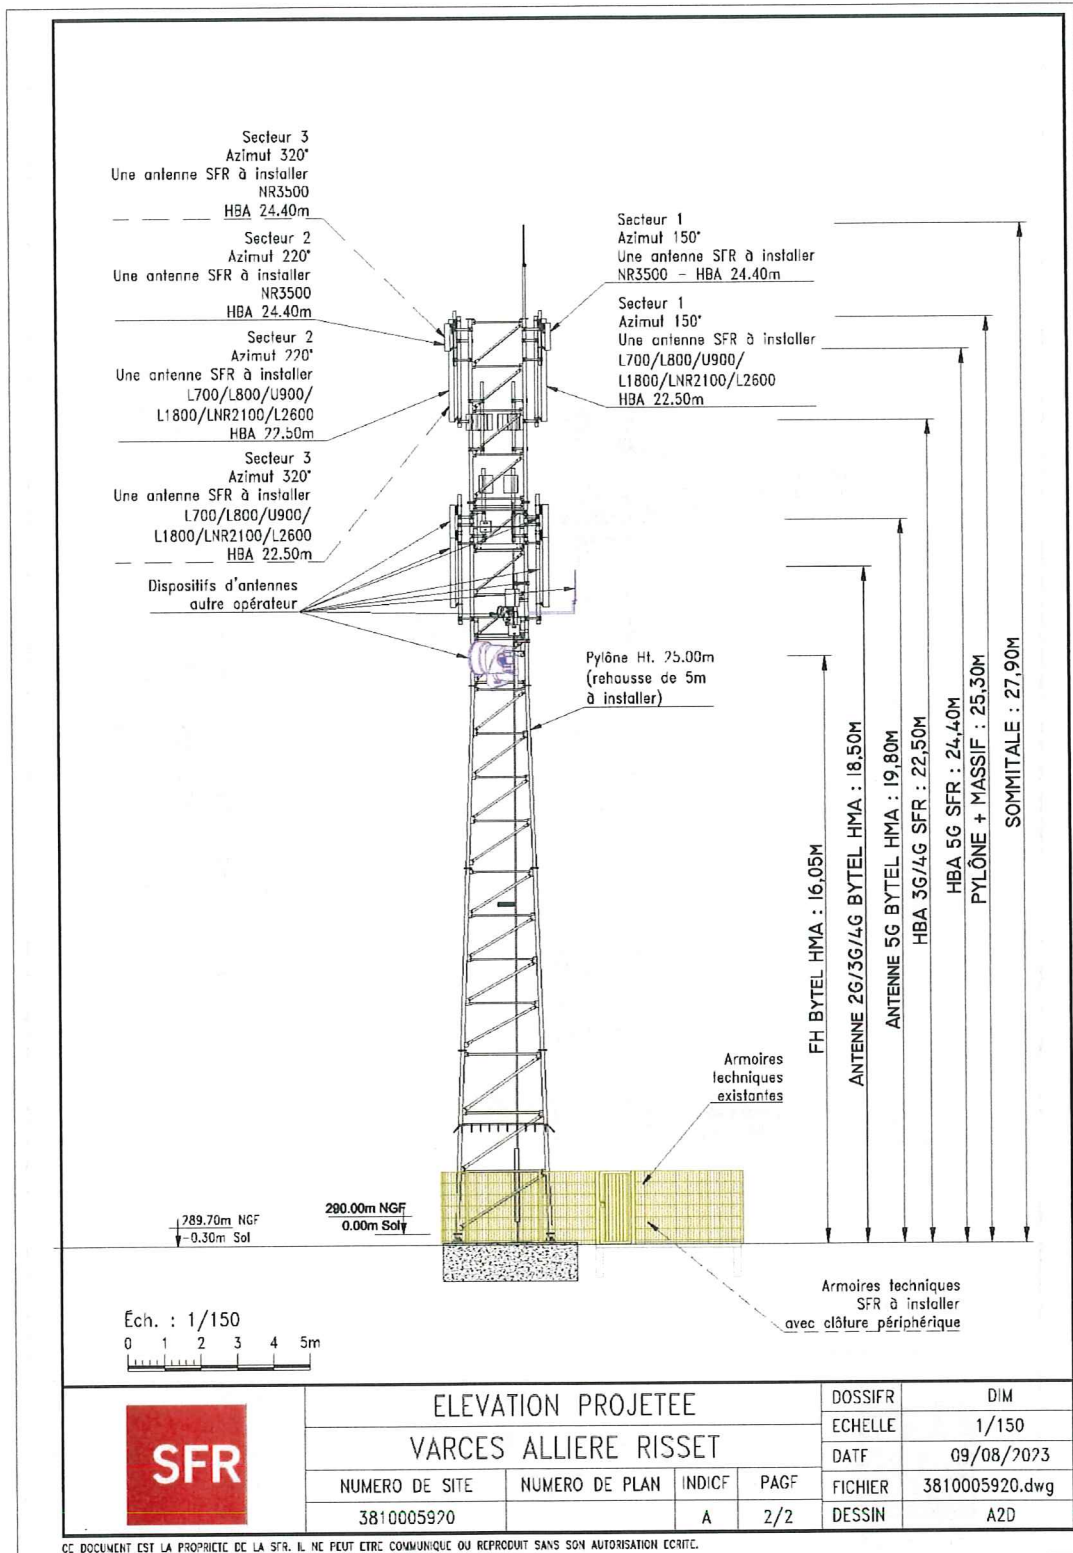 Secteur 3
Azimut 320°
Une antenne SFR à installer
NR3500
HBA 24.40m
Secteur 2
Azimut 220°
Une antenne SFR à installer
NR3500
HBA 24.40m
Secteur 2
Azimut 220°
Une antenne SFR à installer
L700/L800/U900/
L1800/LNR2100/L2600
HBA 22.50m
Secteur 3
Azimut 320°
Une antenne SFR à installer
L700/L800/U900/
L1800/LNR2100/L2600
HBA 22.50m
Dispositifs d'antennes
autre opérateur
Secteur 1
Azimut 150°
Une antenne SFR à installer
NR3500 - HBA 24.40m
Secteur 1
Azimut 150°
Une antenne SFR à installer
L700/L800/U900/
L1800/LNR2100/L2600
HBA 22.50m
Pylône Ht. 25.00m
(rehausse de 5m
à installer)
FH BYTEL HMA : 16,05M
ANTENNE 2G/3G/4G BYTEL HMA : 18,50M
ANTENNE 5G BYTEL HMA : 19,80M
HBA 3G/4G SFR : 22,50M
HBA 5G SFR : 24,40M
PYLÔNE + MASSIF : 25,30M
SOMMITALE : 27,90M
Armoires
techniques
existantes
289.70m NGF
-0.30m Sol
290.00m NGF
0.00m Sol
Armoires techniques
SFR à installer
avec clôture périphérique
Éch. : 1/150
0 1 2 3 4 5m
SFR
ELEVATION PROJETEE
VARCES ALLIERE RISSET
NUMERO DE SITE
NUMERO DE PLAN
INDICE
PAGE
3810005920
A
2/2
DOSSIER
DIM
ECHELLE
1/150
DATE
09/08/2023
FICHIER
3810005920.dwg
DESSIN
A2D
CE DOCUMENT EST LA PROPRIETE DE LA SFR. IL NE PEUT ETRE COMMUNIQUE OU REPRODUIT SANS SON AUTORISATION ECRITE.